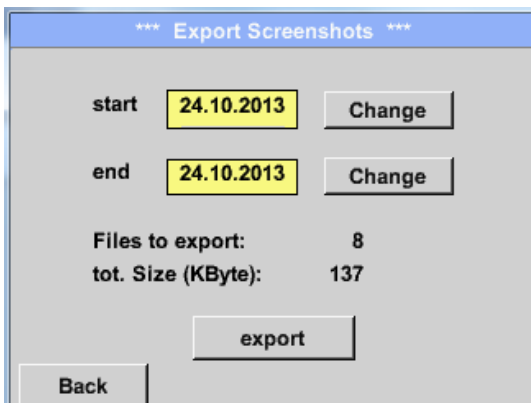 *** Export Screenshots ***
start 24.10.2013 Change
end 24.10.2013 Change
Files to export: 8
tot. Size (KByte): 137
export
Back